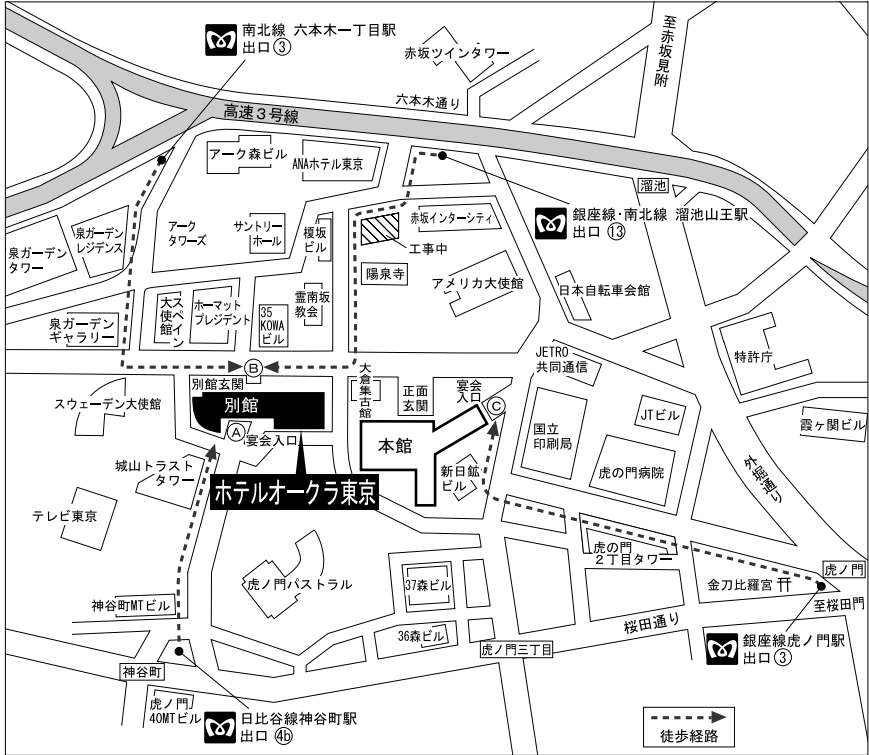 南北線 六本木一丁目駅
出口③
赤坂ツインタワー
至赤坂見附
六本木通り
高速3号線
アーク森ビル
ANAホテル東京
溜池
銀座線・南北線 溜池山王駅
出口⑬
泉ガーデン
タワー
泉ガーデン
レジデンス
アーク
タワーズ
サントリー
ホール
榎坂
ビル
赤坂インターシティ
工事中
陽泉寺
アメリカ大使館
日本自転車会館
泉ガーデン
ギャラリー
スペイン
大使館
ホーマット
プレジデント
35
KOWA
ビル
霊南坂
教会
JETRO
共同通信
特許庁
B
別館玄関
大倉集古館
正面
玄関
宴会
入口
C
スウェーデン大使館
別館
A
宴会入口
本館
国立
印刷局
JTビル
霞ヶ関ビル
城山トラスト
タワー
ホテルオークラ東京
新日鉱
ビル
虎の門病院
外堀通り
テレビ東京
虎ノ門パストラル
37森ビル
虎の門
2丁目タワー
金刀比羅宮
虎ノ門
至桜田門
神谷町MTビル
36森ビル
虎ノ門三丁目
桜田通り
銀座線虎ノ門駅
出口③
神谷町
虎ノ門
40MTビル
日比谷線神谷町駅
出口④b
徒歩経路